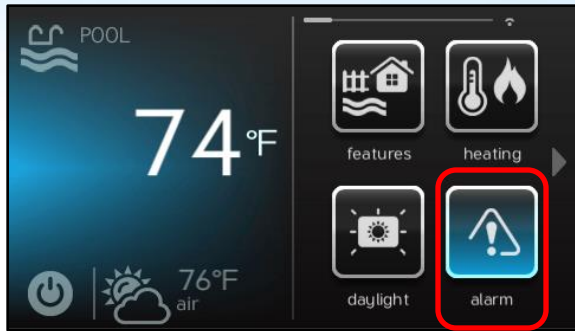 POOL
74°F
76°F
air
features
heating
daylight
alarm